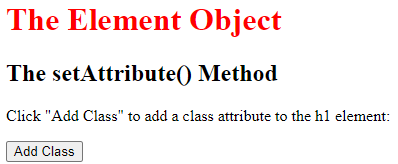 The Element Object
The setAttribute() Method
Click "Add Class" to add a class attribute to the h1 element:
Add Class